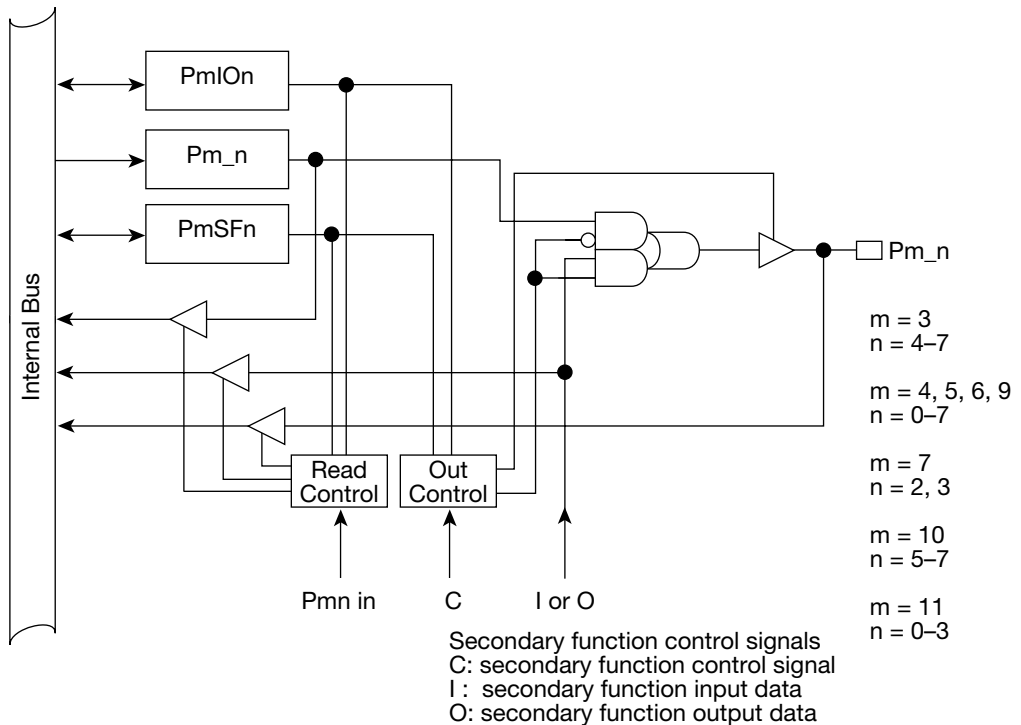 PmIOn
Pm_n
PmSFn
Internal Bus
Pm_n
m = 3
n = 4–7
m = 4, 5, 6, 9
n = 0–7
m = 7
n = 2, 3
m = 10
n = 5–7
m = 11
n = 0–3
Read
Control
Out
Control
Pmn in
C
I or O
Secondary function control signals
C: secondary function control signal
I : secondary function input data
O: secondary function output data